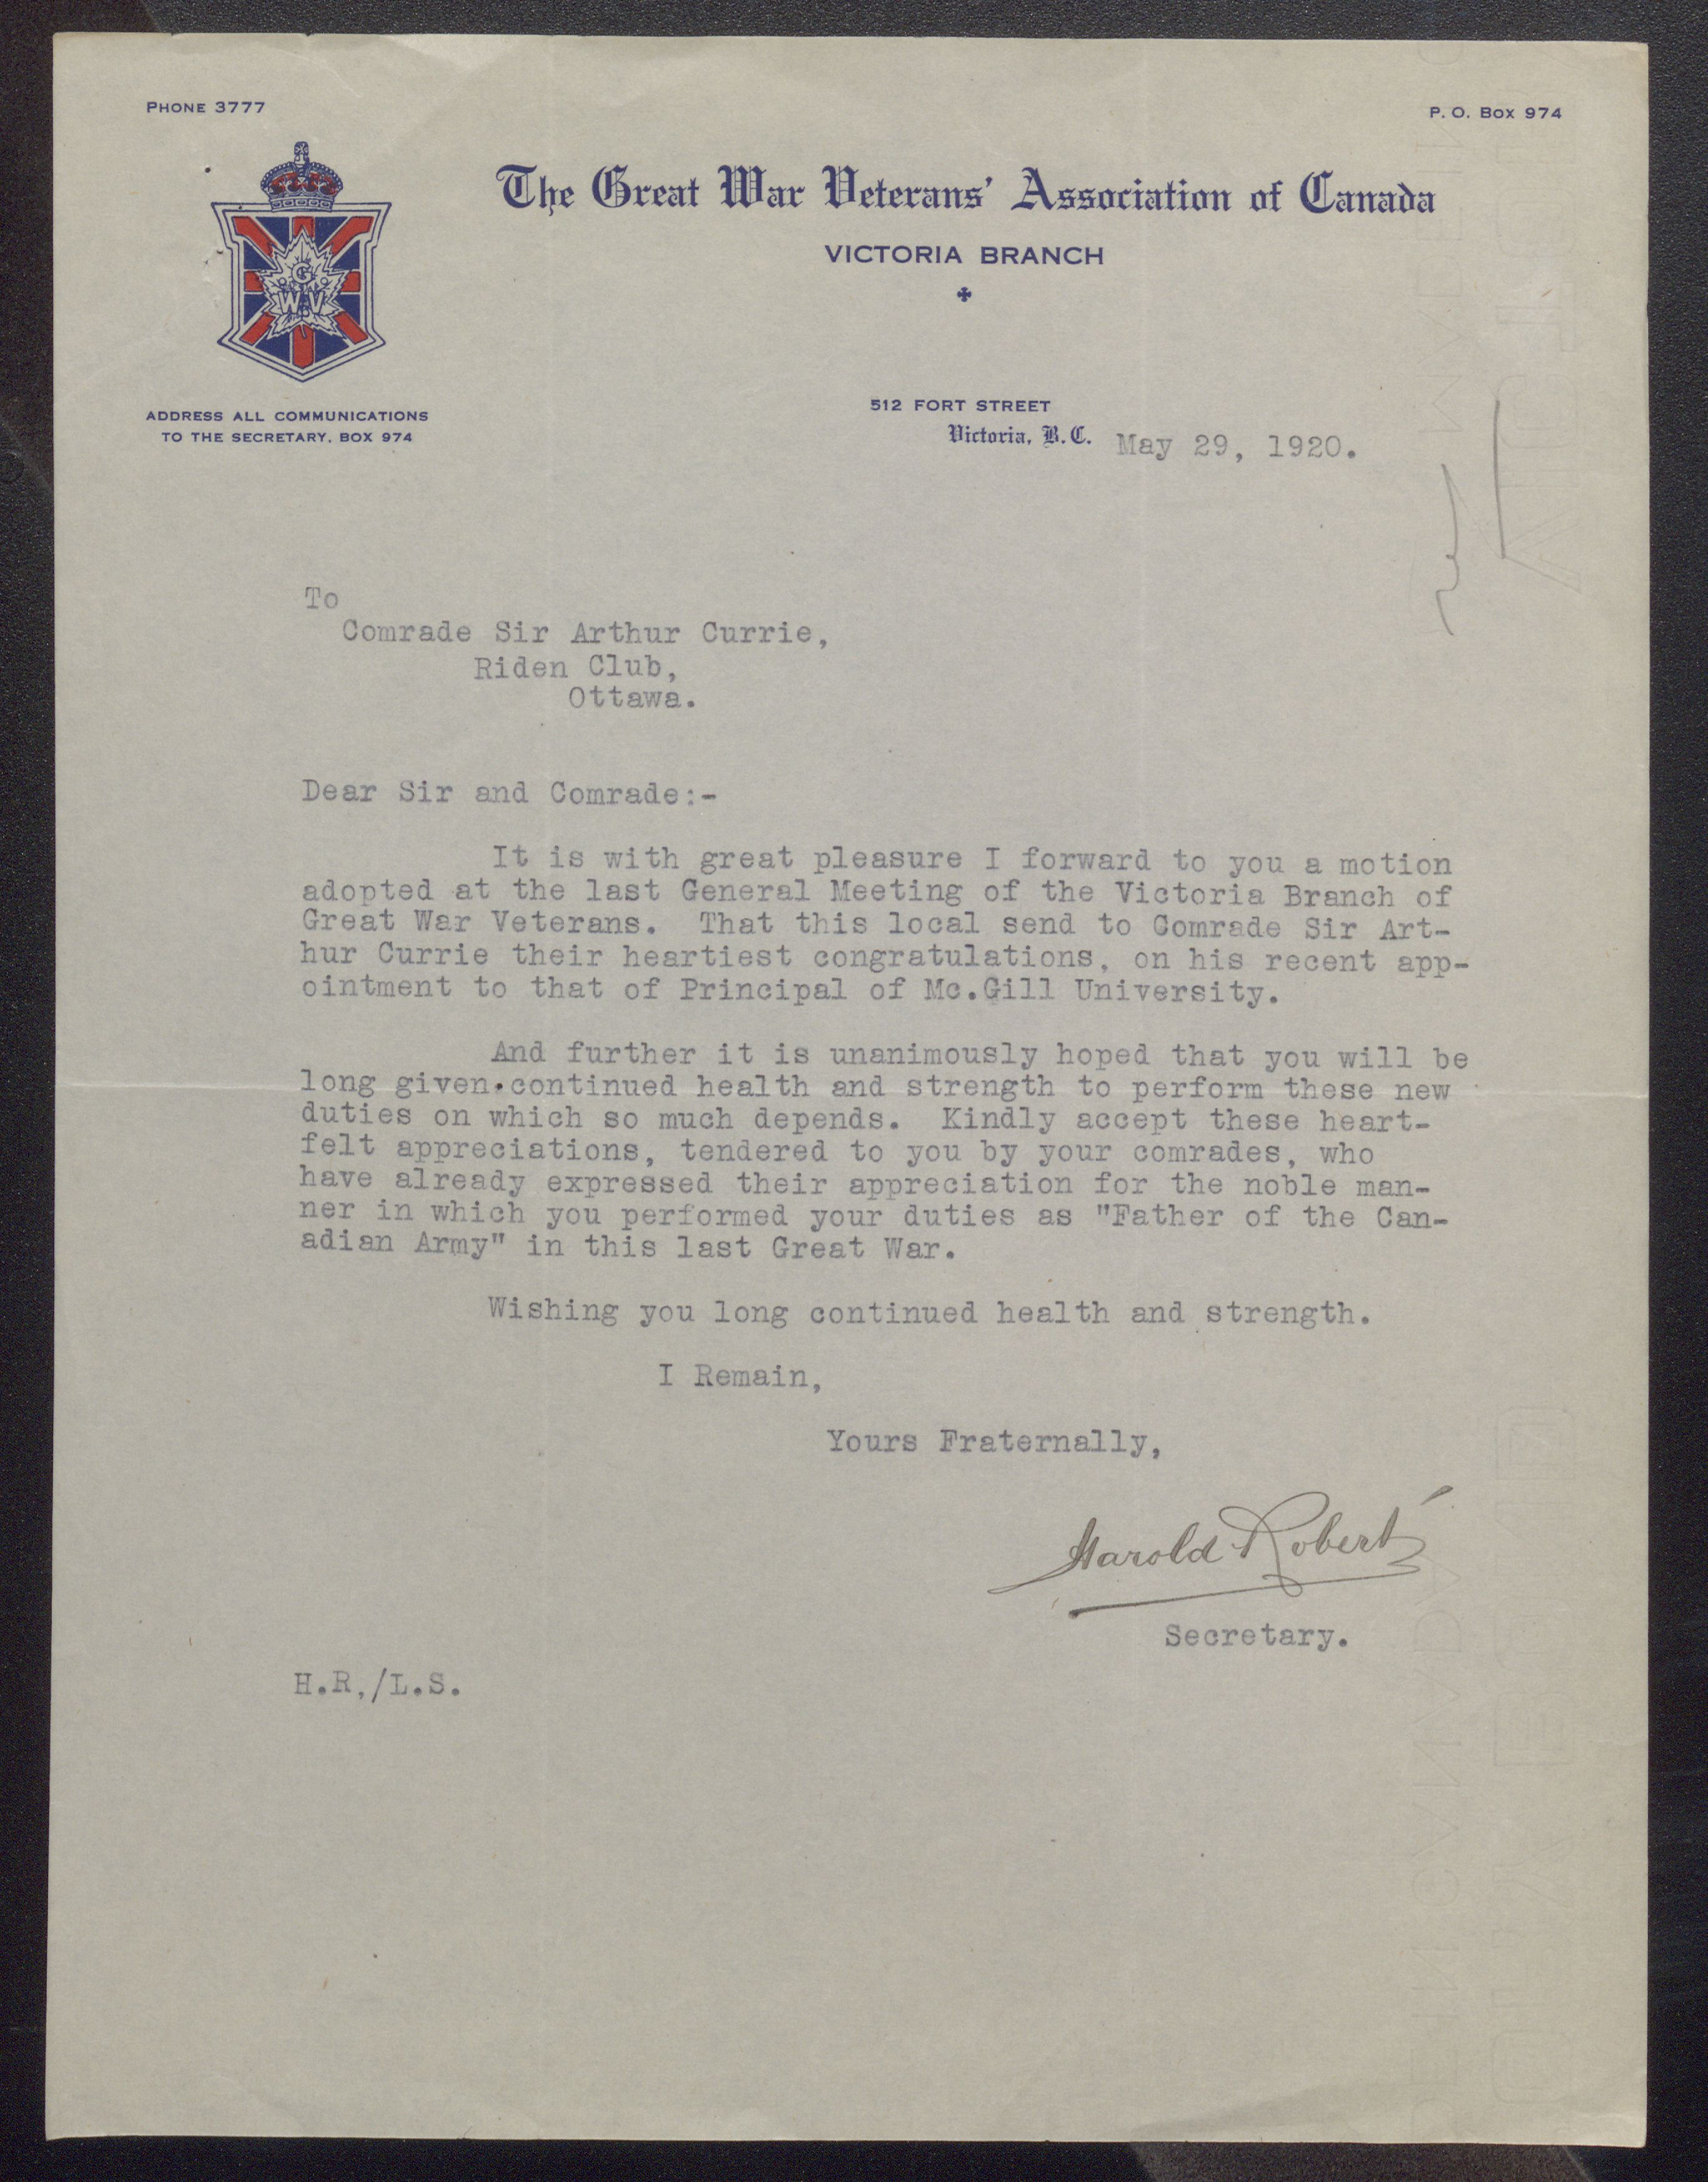 PHONE 3777
P. O. BOX 974
The Great War Veterans' Association of Canada
VICTORIA BRANCH
G
W V
ADDRESS ALL COMMUNICATIONS
TO THE SECRETARY, BOX 974
512 FORT STREET
Victoria, B.C. May 29, 1920.
To
Comrade Sir Arthur Currie,
Riden Club,
Ottawa.
Dear Sir and Comrade:-
It is with great pleasure I forward to you a motion
adopted at the last General Meeting of the Victoria Branch of
Great War Veterans. That this local send to Comrade Sir Art-
hur Currie their heartiest congratulations, on his recent app-
ointment to that of Principal of Mc.Gill University.
And further it is unanimously hoped that you will be
long given.continued health and strength to perform these new
duties on which so much depends. Kindly accept these heart-
felt appreciations, tendered to you by your comrades, who
have already expressed their appreciation for the noble man-
ner in which you performed your duties as "Father of the Can-
adian Army" in this last Great War.
Wishing you long continued health and strength.
I Remain,
Yours Fraternally,
Harold Robert
Secretary.
H.R,/L.S.